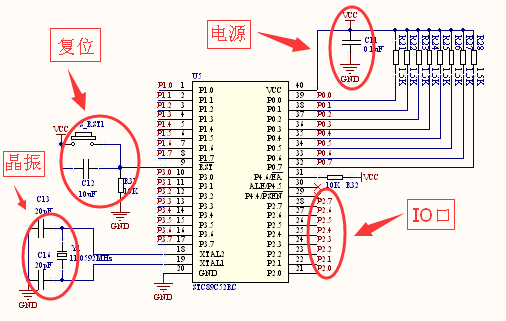 电源
VCC
C11
0.1uF
GND
R21 R22 R23 R24 R25 R26 R27 R28
1.5K 1.5K 1.5K 1.5K 1.5K 1.5K 1.5K 1.5K
复位
VCC
RST1
C12
10uF
R31
GND
晶振
C13
20pF
C14
20pF
11.0592MHz
GND
U5
P1.0 1 P1.0 VCC 40
P1.1 2 P1.1 P0.0 39 P0.0
P1.2 3 P1.2 P0.1 38 P0.1
P1.3 4 P1.3 P0.2 37 P0.2
P1.4 5 P1.4 P0.3 36 P0.3
P1.5 6 P1.5 P0.4 35 P0.4
P1.6 7 P1.6 P0.5 34 P0.5
P1.7 8 P1.7 P0.6 33 P0.6
9 RST P0.7 32 P0.7
P3.0 10 P3.0 P4.6/EA 31 10K R32 VCC
P3.1 11 P3.1 ALE/P4.5 30
P3.2 12 P3.2 P4.4/PSEN 29
P3.3 13 P3.3 P2.7 28 P2.7
P3.4 14 P3.4 P2.6 27 P2.6
P3.5 15 P3.5 P2.5 26 P2.5
P3.6 16 P3.6 P2.4 25 P2.4
P3.7 17 P3.7 P2.3 24 P2.3
18 XTAL2 P2.2 23 P2.2
19 XTAL1 P2.1 22 P2.1
20 GND P2.0 21 P2.0
STC89C52RC
GND
IO口